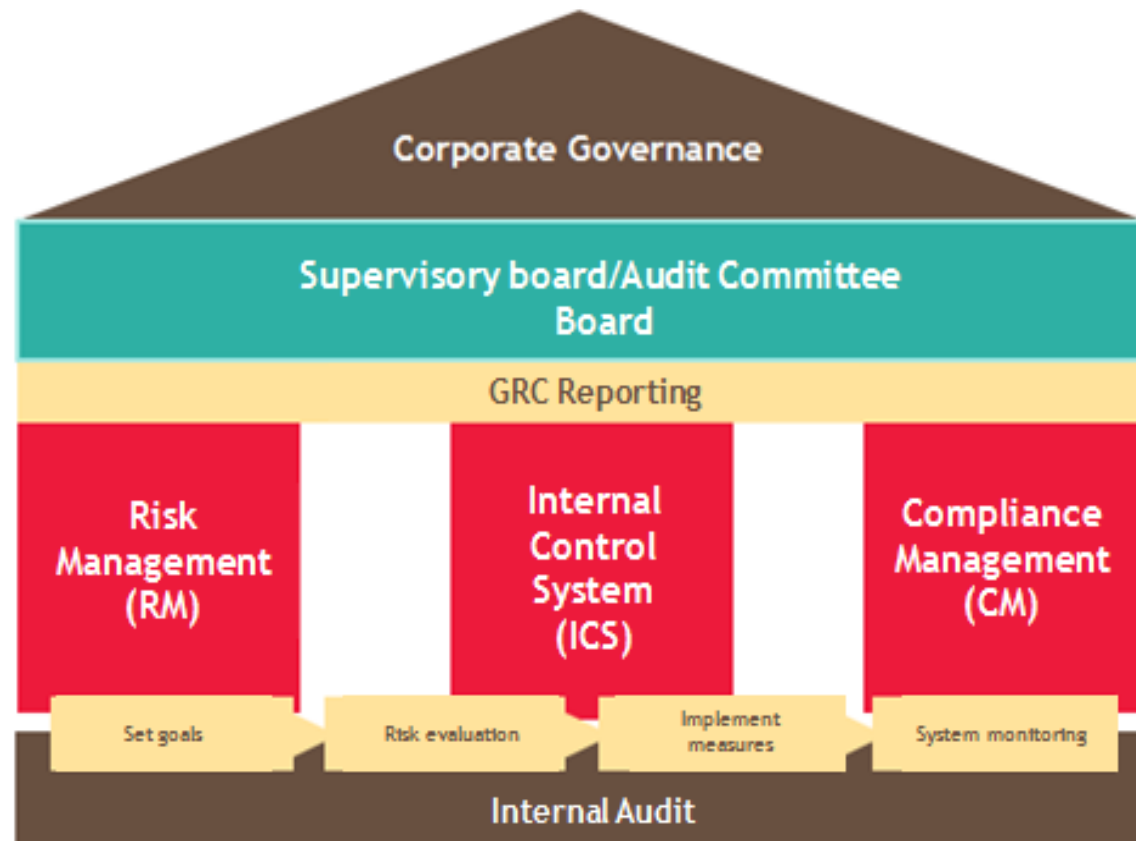 Corporate Governance
Supervisory board/Audit Committee
Board
GRC Reporting
Risk
Management
(RM)
Internal
Control
System
(ICS)
Compliance
Management
(CM)
Set goals
Risk evaluation
Implement
measures
System monitoring
Internal Audit